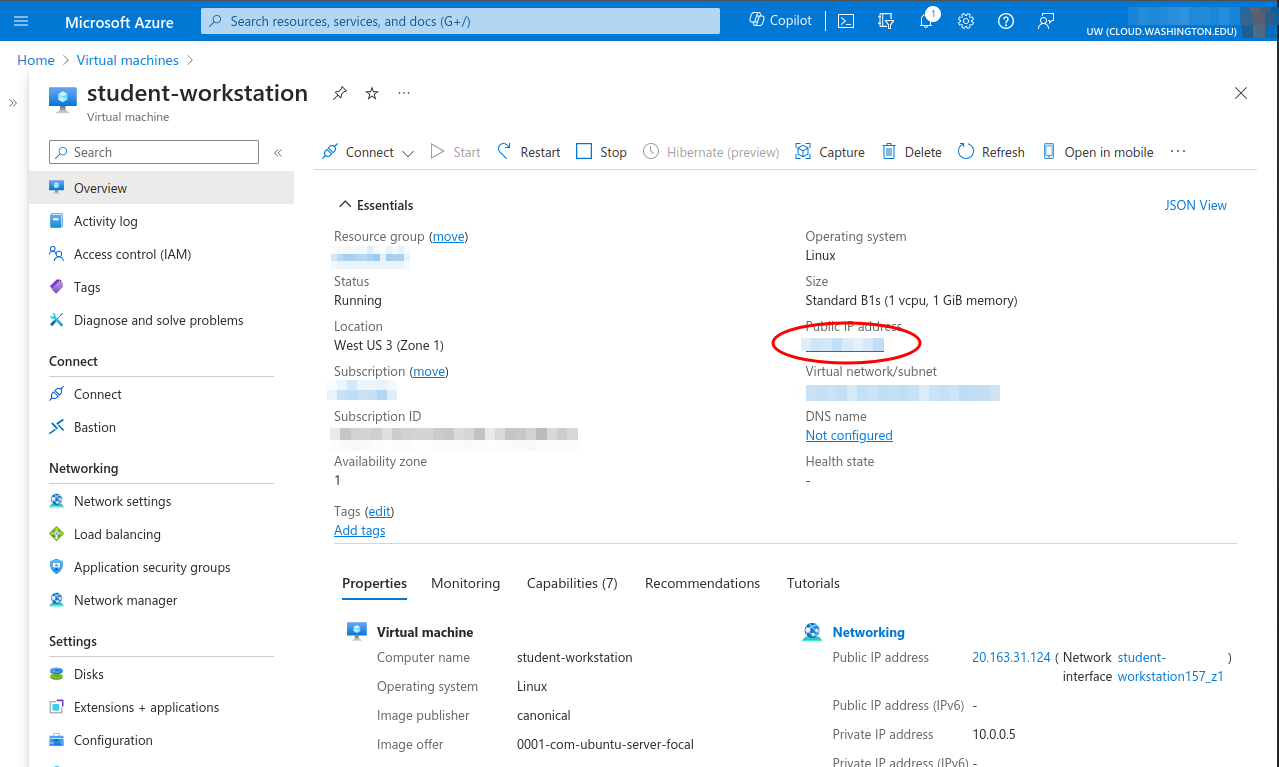 Microsoft Azure
Search resources, services, and docs (G+/)
Copilot
1
UW (CLOUD.WASHINGTON.EDU)
Home > Virtual machines >
student-workstation
Virtual machine
Search
Overview
Activity log
Access control (IAM)
Tags
Diagnose and solve problems
Connect
Connect
Bastion
Networking
Network settings
Load balancing
Application security groups
Network manager
Settings
Disks
Extensions + applications
Configuration
Connect Start Restart Stop Hibernate (preview) Capture Delete Refresh Open in mobile
Essentials
JSON View
Resource group (move)
Status
Running
Location
West US 3 (Zone 1)
Subscription (move)
Subscription ID
Availability zone
1
Tags (edit)
Add tags
Operating system
Linux
Size
Standard B1s (1 vcpu, 1 GiB memory)
Public IP address
Virtual network/subnet
DNS name
Not configured
Health state
-
Properties Monitoring Capabilities (7) Recommendations Tutorials
Virtual machine
Computer name student-workstation
Operating system Linux
Image publisher canonical
Image offer 0001-com-ubuntu-server-focal
Networking
Public IP address 20.163.31.124 ( Network interface student-workstation157_z1 )
Public IP address (IPv6) -
Private IP address 10.0.0.5
Private IP address (IPv6) -